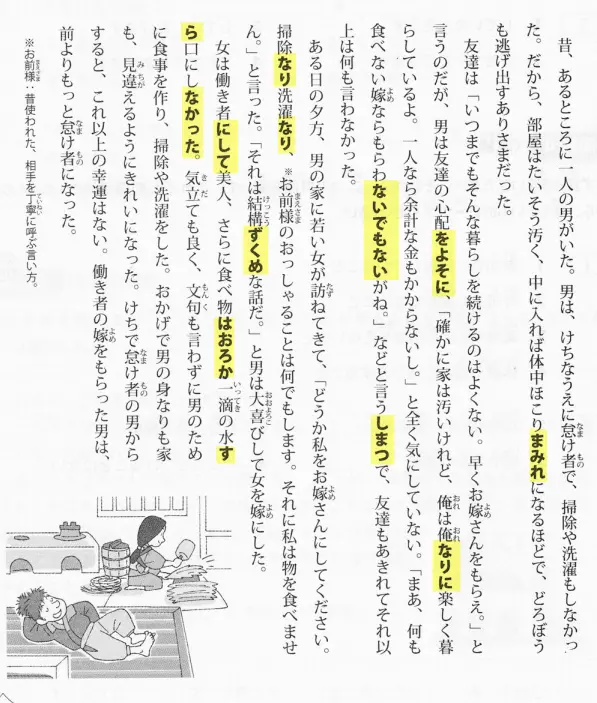 昔、あるところに一人の男がいた。男は、けちなうえに怠け者で、掃除や洗濯もしなかっ
た。だから、部屋はたいそう汚く、中に入れば体中ほこりまみれになるほどで、どろぼう
も逃げ出すありさまだった。
友達は「いつまでもそんな暮らしを続けるのはよくない。早くお嫁さんをもらえ。」と
言うのだが、男は友達の心配をよそに、「確かに家は汚いけれど、俺は俺なりに楽しく暮
らしているよ。一人なら余計な金もかからないし。」と全く気にしていない。「まあ、何も
食べない嫁ならもらわないでもないがね。」などと言うしまつで、友達もあきれてそれ以
上は何も言わなかった。
ある日の夕方、男の家に若い女が訪ねてきて、「どうか私をお嫁さんにしてください。
掃除なり洗濯なり、※お前様のおっしゃることは何でもします。それに私は物を食べませ
ん。」と言った。「それは結構ずくめな話だ。」と男は大喜びして女を嫁にした。
女は働き者にして美人、さらに食べ物はおろか一滴の水す
ら口にしなかった。気立ても良く、文句も言わずに男のため
に食事を作り、掃除や洗濯をした。おかげで男の身なりも家
も、見違えるようにきれいになった。けちで怠け者の男から
すると、これ以上の幸運はない。働き者の嫁をもらった男は、
前よりもっと怠け者になった。
※お前様：昔使われた、相手を丁寧に呼ぶ言い方。